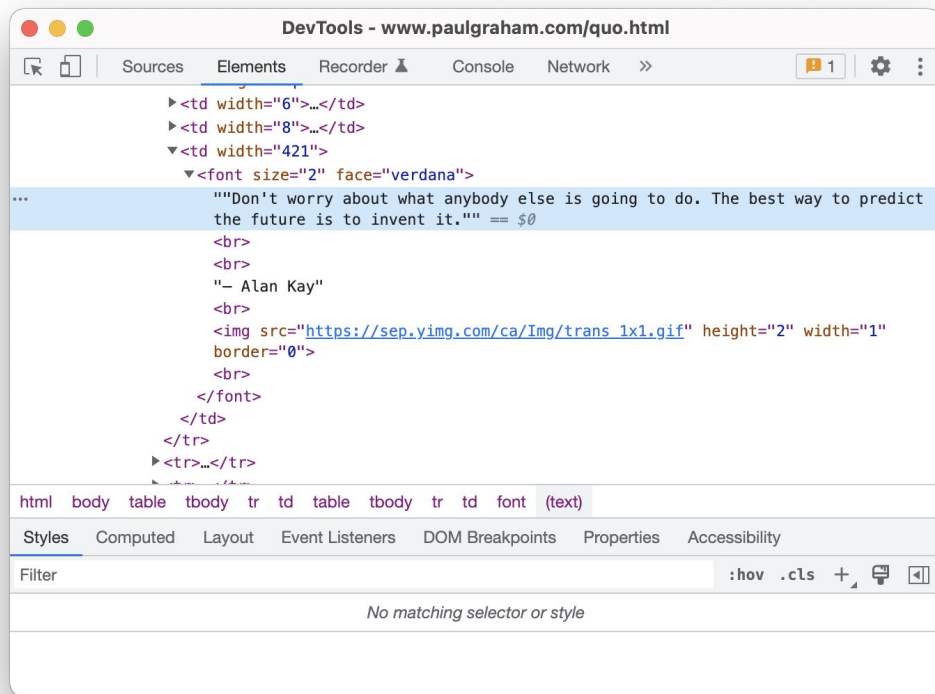 DevTools - www.paulgraham.com/quo.html
Sources Elements Recorder Console Network » 1
<td width="6">…</td>
<td width="8">…</td>
<td width="421">
<font size="2" face="verdana">
""Don't worry about what anybody else is going to do. The best way to predict
the future is to invent it."" == $0
<br>
<br>
"— Alan Kay"
<br>
<img src="https://sep.yimg.com/ca/Img/trans_1x1.gif" height="2" width="1"
border="0">
<br>
</font>
</td>
</tr>
<tr>…</tr>
html body table tbody tr td table tbody tr td font (text)
Styles Computed Layout Event Listeners DOM Breakpoints Properties Accessibility
Filter :hov .cls +
No matching selector or style